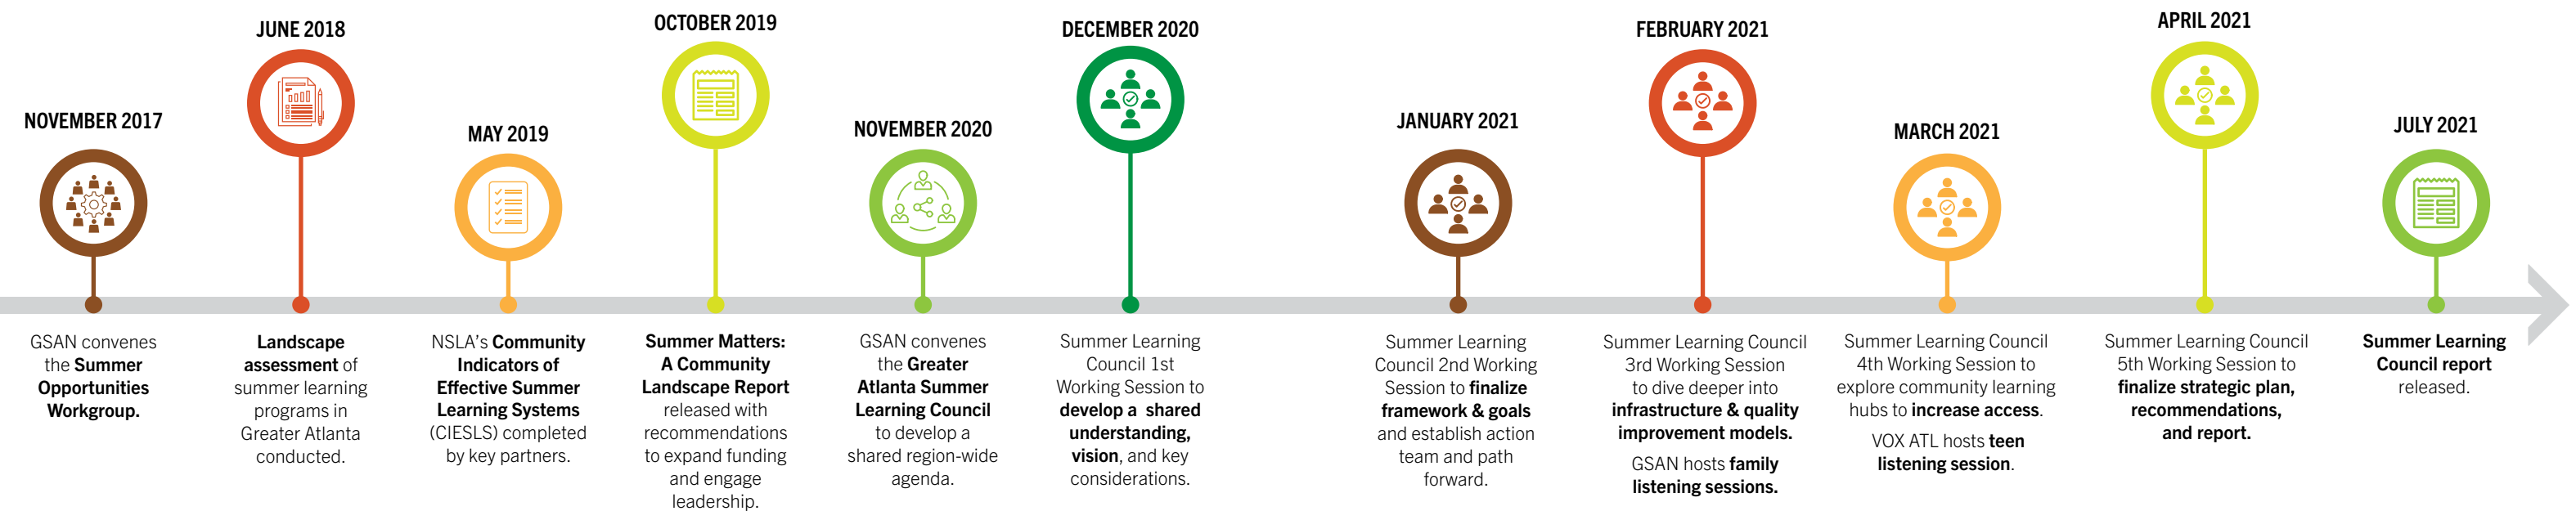 NOVEMBER 2017
GSAN convenes
the Summer
Opportunities
Workgroup.
JUNE 2018
Landscape
assessment of
summer learning
programs in
Greater Atlanta
conducted.
MAY 2019
NSLA's Community
Indicators of
Effective Summer
Learning Systems
(CIESLS) completed
by key partners.
OCTOBER 2019
Summer Matters:
A Community
Landscape Report
released with
recommendations
to expand funding
and engage
leadership.
NOVEMBER 2020
GSAN convenes
the Greater
Atlanta Summer
Learning Council
to develop a
shared region-wide
agenda.
DECEMBER 2020
Summer Learning
Council 1st
Working Session to
develop a shared
understanding,
vision, and key
considerations.
JANUARY 2021
Summer Learning
Council 2nd Working
Session to finalize
framework & goals
and establish action
team and path
forward.
FEBRUARY 2021
Summer Learning Council
3rd Working Session
to dive deeper into
infrastructure & quality
improvement models.
GSAN hosts family
listening sessions.
MARCH 2021
Summer Learning Council
4th Working Session to
explore community learning
hubs to increase access.
VOX ATL hosts teen
listening session.
APRIL 2021
Summer Learning Council
5th Working Session to
finalize strategic plan,
recommendations,
and report.
JULY 2021
Summer Learning
Council report
released.